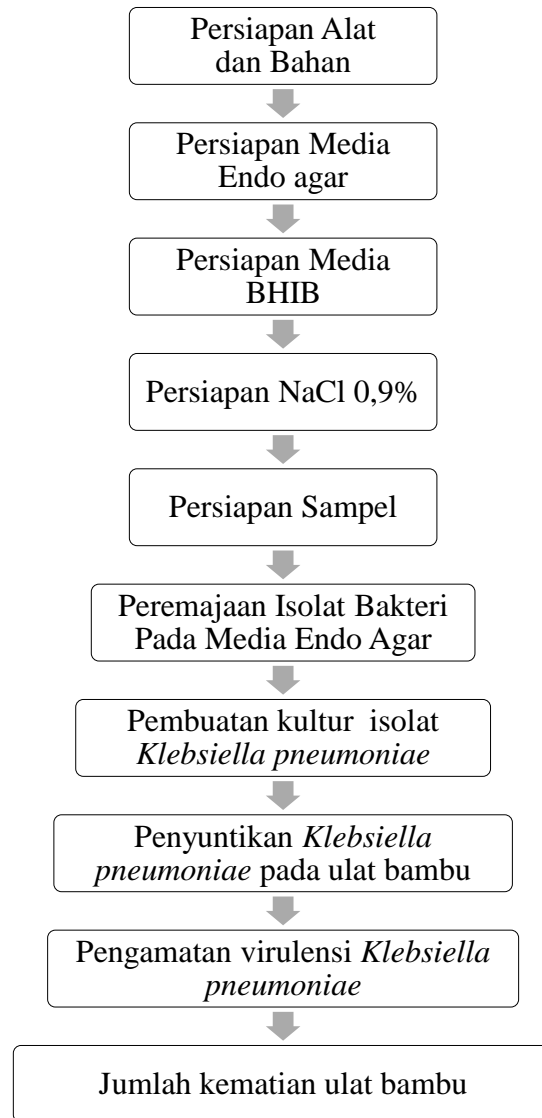 Persiapan Alat
dan Bahan
Persiapan Media
Endo agar
Persiapan Media
BHIB
Persiapan NaCl 0,9%
Persiapan Sampel
Peremajaan Isolat Bakteri
Pada Media Endo Agar
Pembuatan kultur isolat
Klebsiella pneumoniae
Penyuntikan Klebsiella
pneumoniae pada ulat bambu
Pengamatan virulensi Klebsiella
pneumoniae
Jumlah kematian ulat bambu